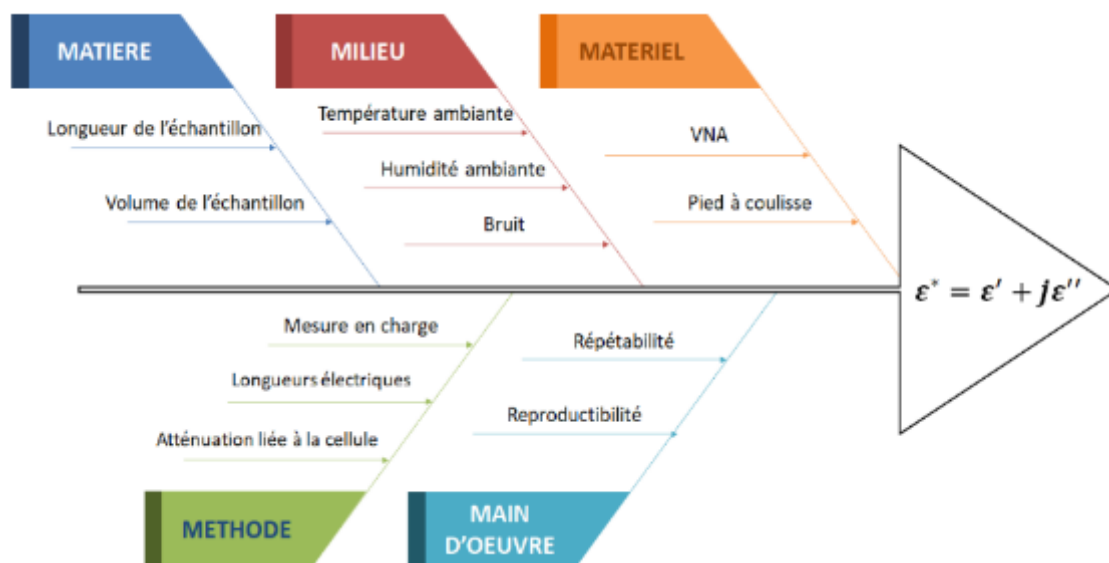 MATIERE
MILIEU
MATERIEL
Longueur de l'échantillon
Volume de l'échantillon
Température ambiante
Humidité ambiante
Bruit
VNA
Pied à coulisse
ε* = ε′ + jε′′
Mesure en charge
Longueurs électriques
Atténuation liée à la cellule
Répétabilité
Reproductibilité
METHODE
MAIN
D'OEUVRE